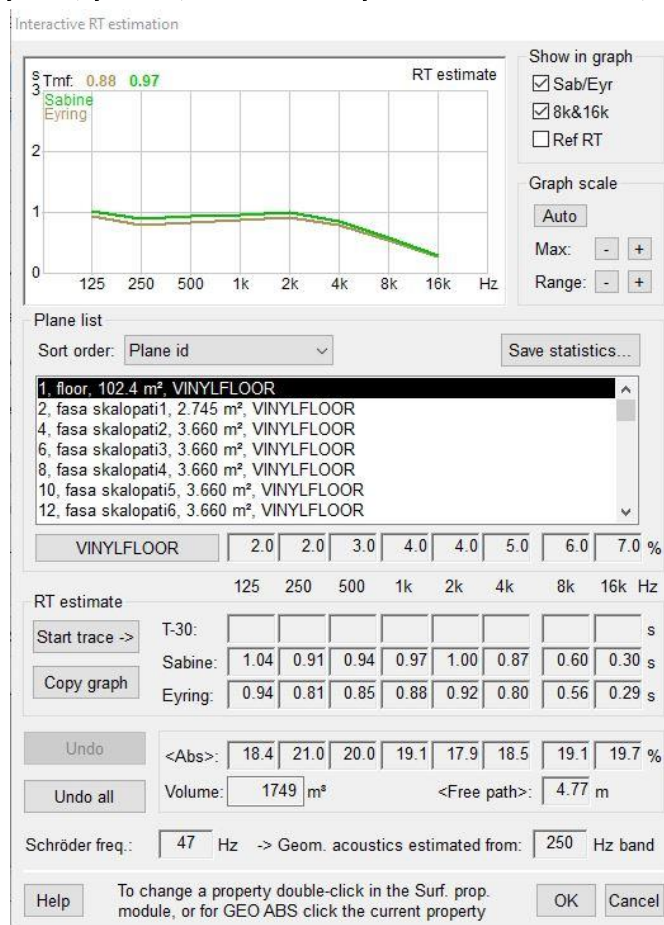 Interactive RT estimation
Show in graph
Sab/Eyr
8k&16k
Ref RT
Graph scale
Auto
Max: - +
Range: - +
s Tmf: 0.88 0.97 RT estimate
3
Sabine
Eyring
2
1
0
125 250 500 1k 2k 4k 8k 16k Hz
Plane list
Sort order: Plane id Save statistics...
1, floor, 102.4 m², VINYLFLOOR
2, fasa skalopati1, 2.745 m², VINYLFLOOR
4, fasa skalopati2, 3.660 m², VINYLFLOOR
6, fasa skalopati3, 3.660 m², VINYLFLOOR
8, fasa skalopati4, 3.660 m², VINYLFLOOR
10, fasa skalopati5, 3.660 m², VINYLFLOOR
12, fasa skalopati6, 3.660 m², VINYLFLOOR
VINYLFLOOR 2.0 2.0 3.0 4.0 4.0 5.0 6.0 7.0 %
125 250 500 1k 2k 4k 8k 16k Hz
RT estimate
Start trace -> T-30: s
Sabine: 1.04 0.91 0.94 0.97 1.00 0.87 0.60 0.30 s
Copy graph
Eyring: 0.94 0.81 0.85 0.88 0.92 0.80 0.56 0.29 s
Undo <Abs>: 18.4 21.0 20.0 19.1 17.9 18.5 19.1 19.7 %
Undo all Volume: 1749 m³ <Free path>: 4.77 m
Schröder freq.: 47 Hz -> Geom. acoustics estimated from: 250 Hz band
Help To change a property double-click in the Surf. prop. OK Cancel
module, or for GEO ABS click the current property